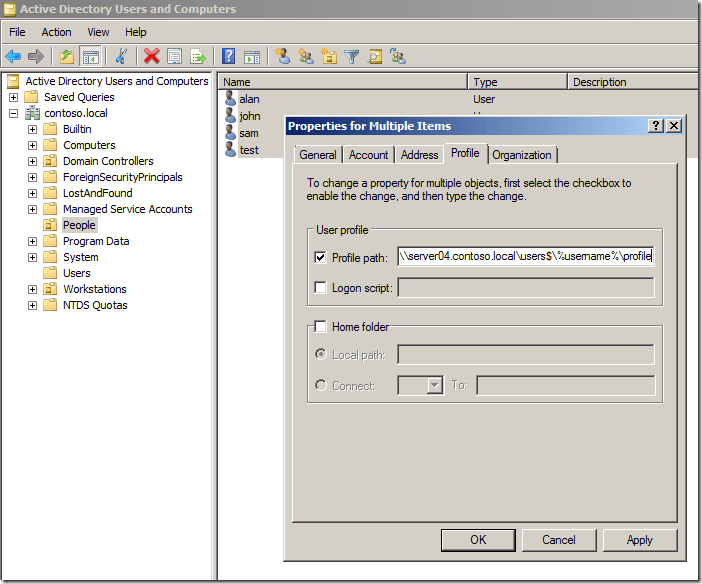 Active Directory Users and Computers
File Action View Help
Active Directory Users and Computers
Saved Queries
contoso.local
Builtin
Computers
Domain Controllers
ForeignSecurityPrincipals
LostAndFound
Managed Service Accounts
People
Program Data
System
Users
Workstations
NTDS Quotas
Name Type Description
alan User
john
sam
test
Properties for Multiple Items
General Account Address Profile Organization
To change a property for multiple objects, first select the checkbox to
enable the change, and then type the change.
User profile
Profile path: \\server04.contoso.local\users$\%username%\profile
Logon script:
Home folder
Local path:
Connect: To:
OK Cancel Apply